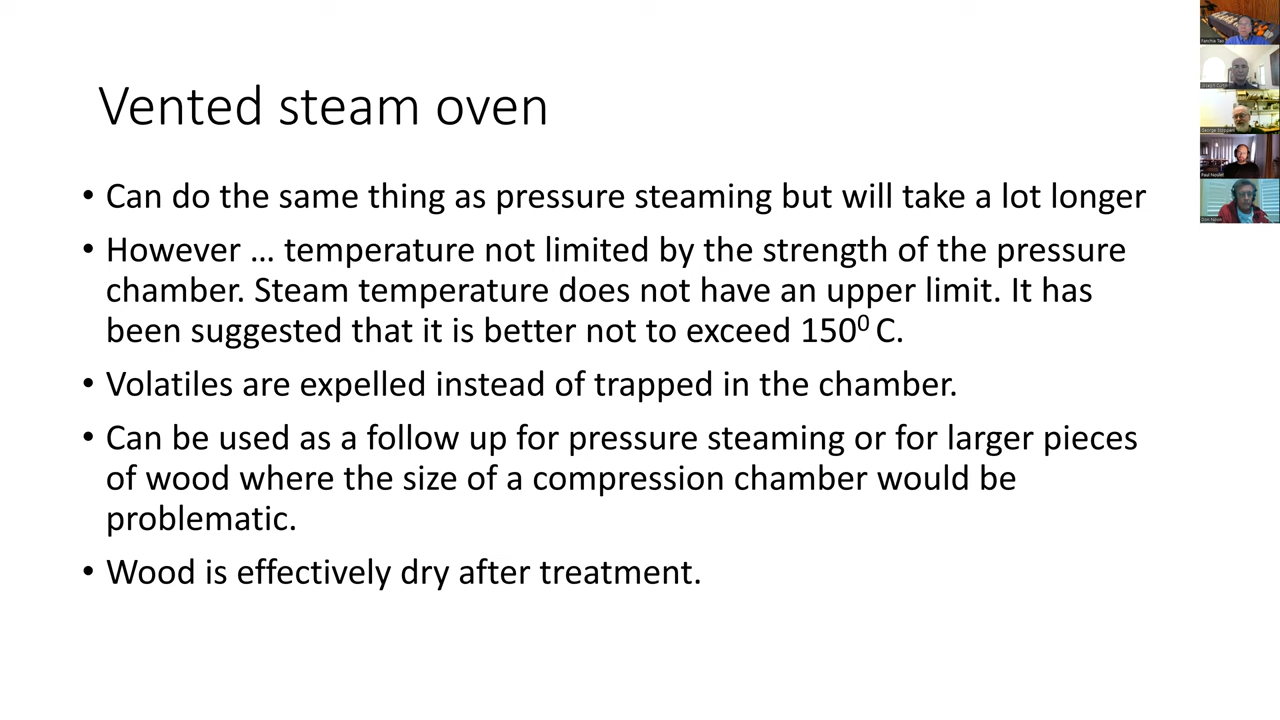 Vented steam oven
• Can do the same thing as pressure steaming but will take a lot longer
• However … temperature not limited by the strength of the pressure
chamber. Steam temperature does not have an upper limit. It has
been suggested that it is better not to exceed 150⁰ C.
• Volatiles are expelled instead of trapped in the chamber.
• Can be used as a follow up for pressure steaming or for larger pieces
of wood where the size of a compression chamber would be
problematic.
• Wood is effectively dry after treatment.